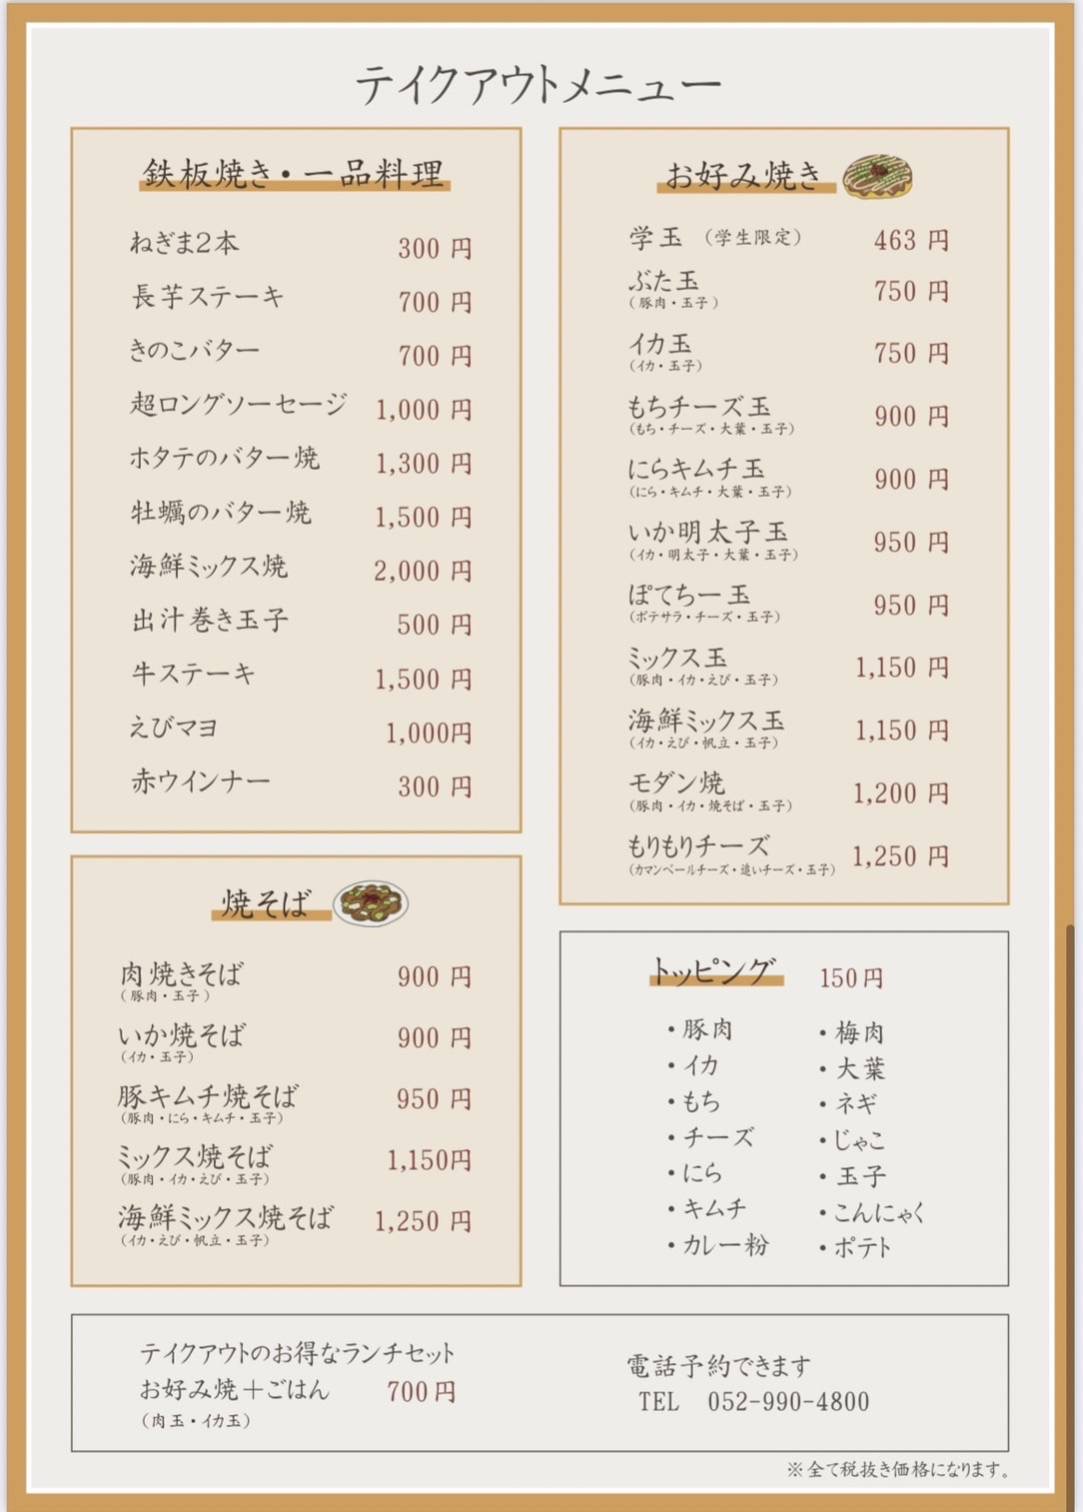 テイクアウトメニュー
鉄板焼き・一品料理
ねぎま2本 300 円
長芋ステーキ 700 円
きのこバター 700 円
超ロングソーセージ 1,000 円
ホタテのバター焼 1,300 円
牡蠣のバター焼 1,500 円
海鮮ミックス焼 2,000 円
出汁巻き玉子 500 円
牛ステーキ 1,500 円
えびマヨ 1,000円
赤ウインナー 300 円
焼そば
肉焼きそば 900 円
（豚肉・玉子）
いか焼そば 900 円
（イカ・玉子）
豚キムチ焼そば 950 円
（豚肉・にら・キムチ・玉子）
ミックス焼そば 1,150円
（豚肉・イカ・えび・玉子）
海鮮ミックス焼そば 1,250 円
（イカ・えび・帆立・玉子）
お好み焼き
学玉 （学生限定） 463 円
ぶた玉 750 円
（豚肉・玉子）
イカ玉 750 円
（イカ・玉子）
もちチーズ玉 900 円
（もち・チーズ・大葉・玉子）
にらキムチ玉 900 円
（にら・キムチ・大葉・玉子）
いか明太子玉 950 円
（イカ・明太子・大葉・玉子）
ぽてちー玉 950 円
（ポテサラ・チーズ・玉子）
ミックス玉 1,150 円
（豚肉・イカ・えび・玉子）
海鮮ミックス玉 1,150 円
（イカ・えび・帆立・玉子）
モダン焼 1,200 円
（豚肉・イカ・焼そば・玉子）
もりもりチーズ 1,250 円
（カマンベールチーズ・追いチーズ・玉子）
トッピング 150円
・豚肉 ・梅肉
・イカ ・大葉
・もち ・ネギ
・チーズ ・じゃこ
・にら ・玉子
・キムチ ・こんにゃく
・カレー粉 ・ポテト
テイクアウトのお得なランチセット
お好み焼＋ごはん 700円
（肉玉・イカ玉）
電話予約できます
TEL 052-990-4800
※全て税抜き価格になります。